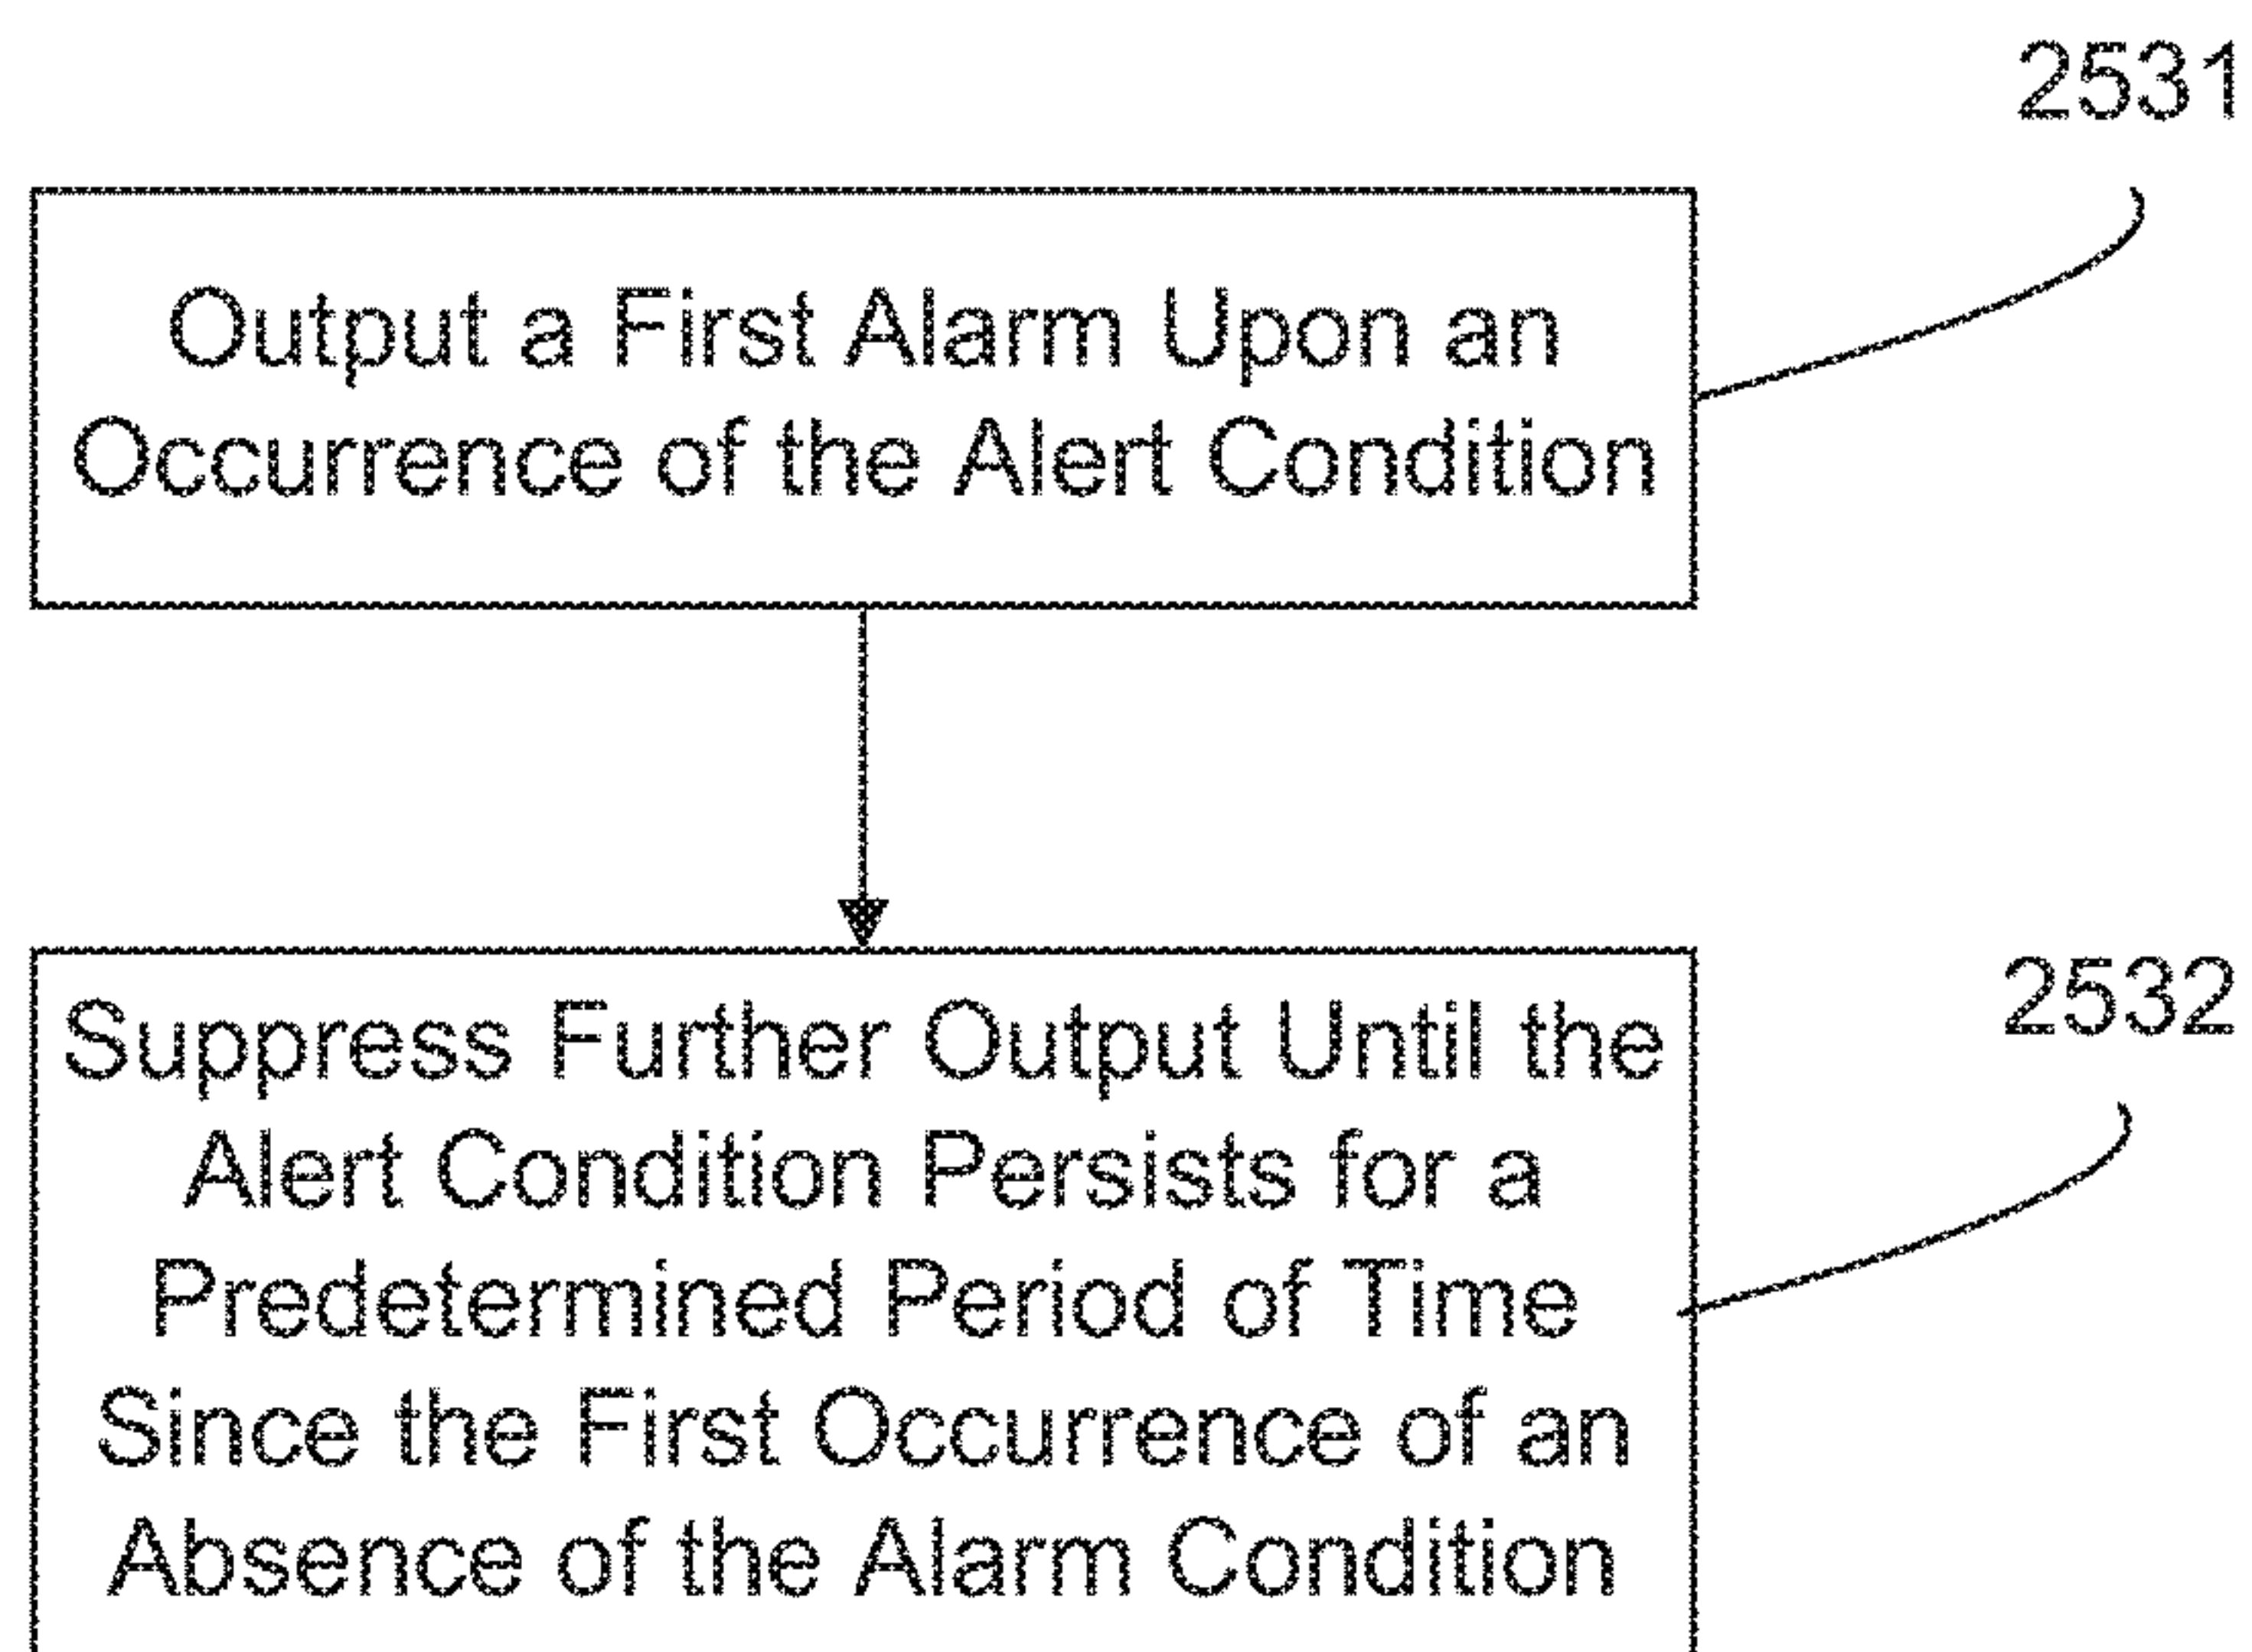 2531
Output a First Alarm Upon an
Occurrence of the Alert Condition
2532
Suppress Further Output Until the
Alert Condition Persists for a
Predetermined Period of Time
Since the First Occurrence of an
Absence of the Alarm Condition